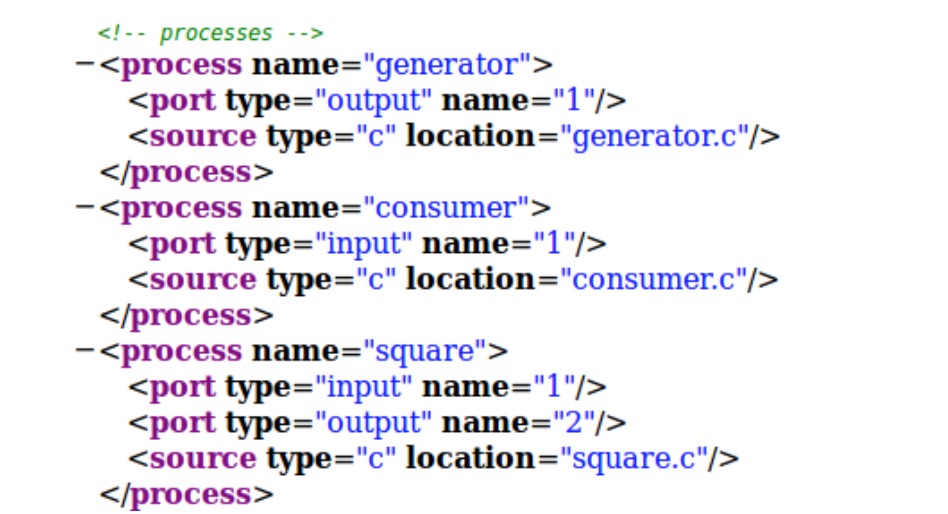 <!-- processes -->
−<process name="generator">
<port type="output" name="1"/>
<source type="c" location="generator.c"/>
</process>
−<process name="consumer">
<port type="input" name="1"/>
<source type="c" location="consumer.c"/>
</process>
−<process name="square">
<port type="input" name="1"/>
<port type="output" name="2"/>
<source type="c" location="square.c"/>
</process>